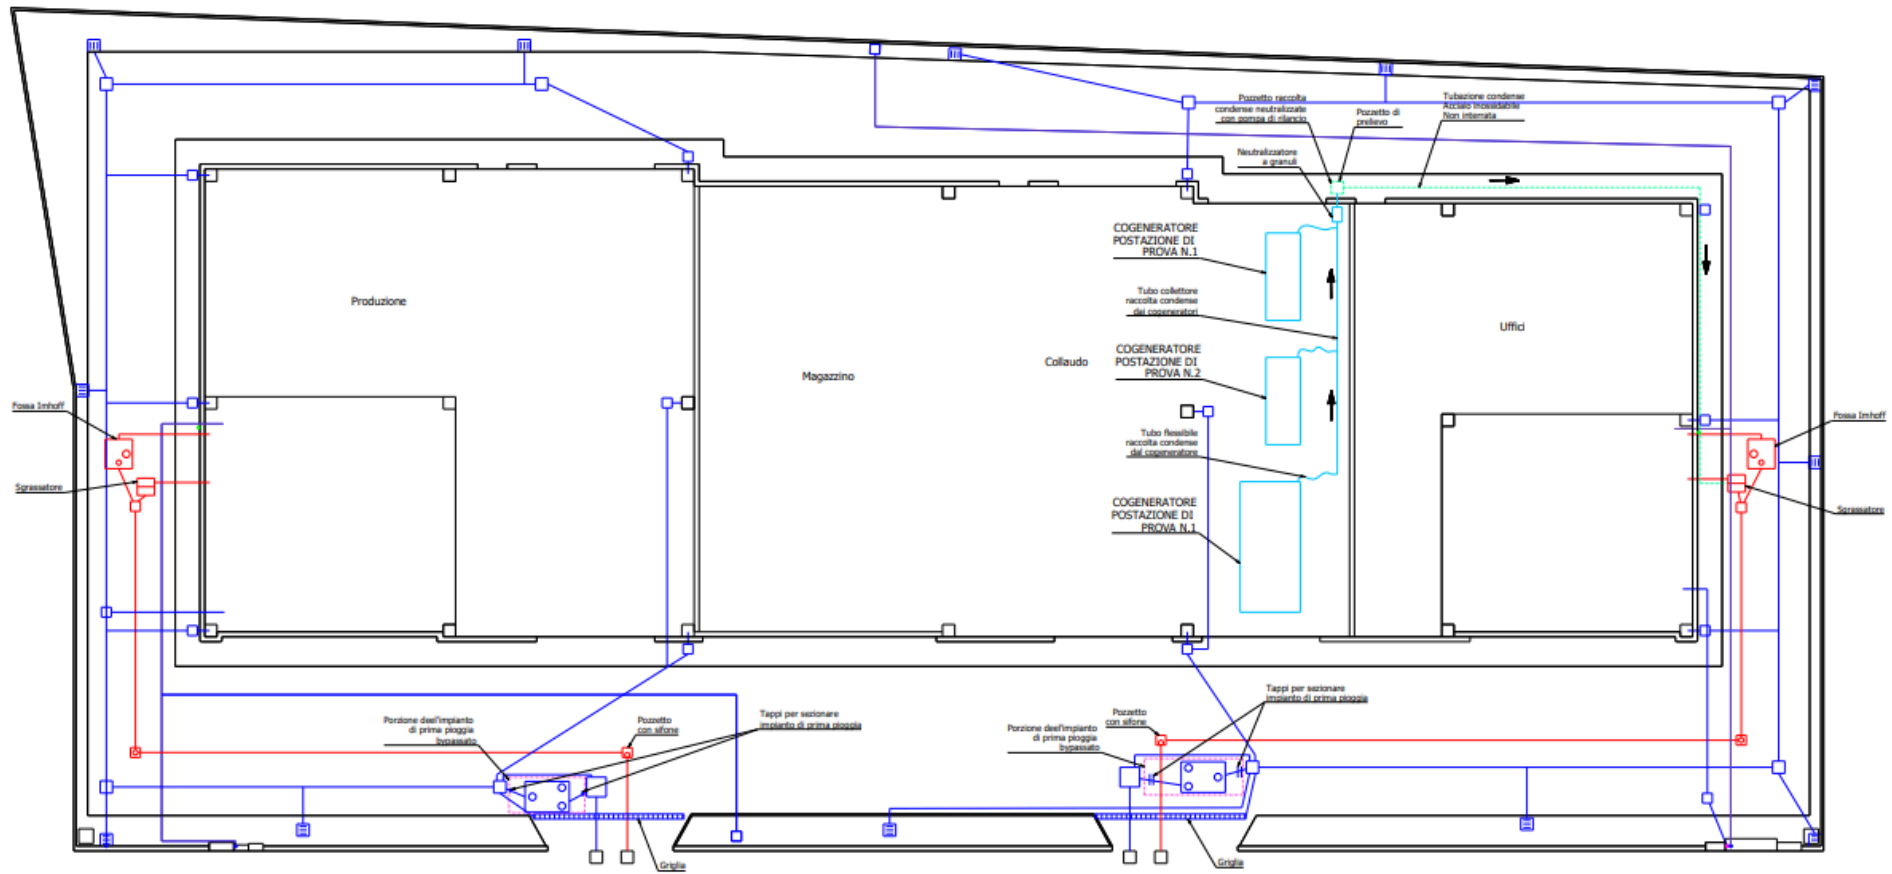 Pozzetto raccolta
condense neutralizzate
con pompa di rilancio
Pozzetto di
prelievo
Tubazione condense
Acciaio inossidabile
Non interrata
Neutralizzatore
a granuli
COGENERATORE
POSTAZIONE DI
PROVA N.1
Tubo collettore
raccolta condense
dai cogeneratori
Produzione
Uffici
Magazzino
Collaudo
COGENERATORE
POSTAZIONE DI
PROVA N.2
Fossa Imhoff
Fossa Imhoff
Tubo flessibile
raccolta condense
dal cogeneratore
Sgrassatore
COGENERATORE
POSTAZIONE DI
PROVA N.1
Sgrassatore
Porzione deel'impianto
di prima pioggia
bypassato
Pozzetto
con sifone
Tappi per sezionare
impianto di prima pioggia
Porzione deel'impianto
di prima pioggia
bypassato
Pozzetto
con sifone
Tappi per sezionare
impianto di prima pioggia
Griglia
Griglia